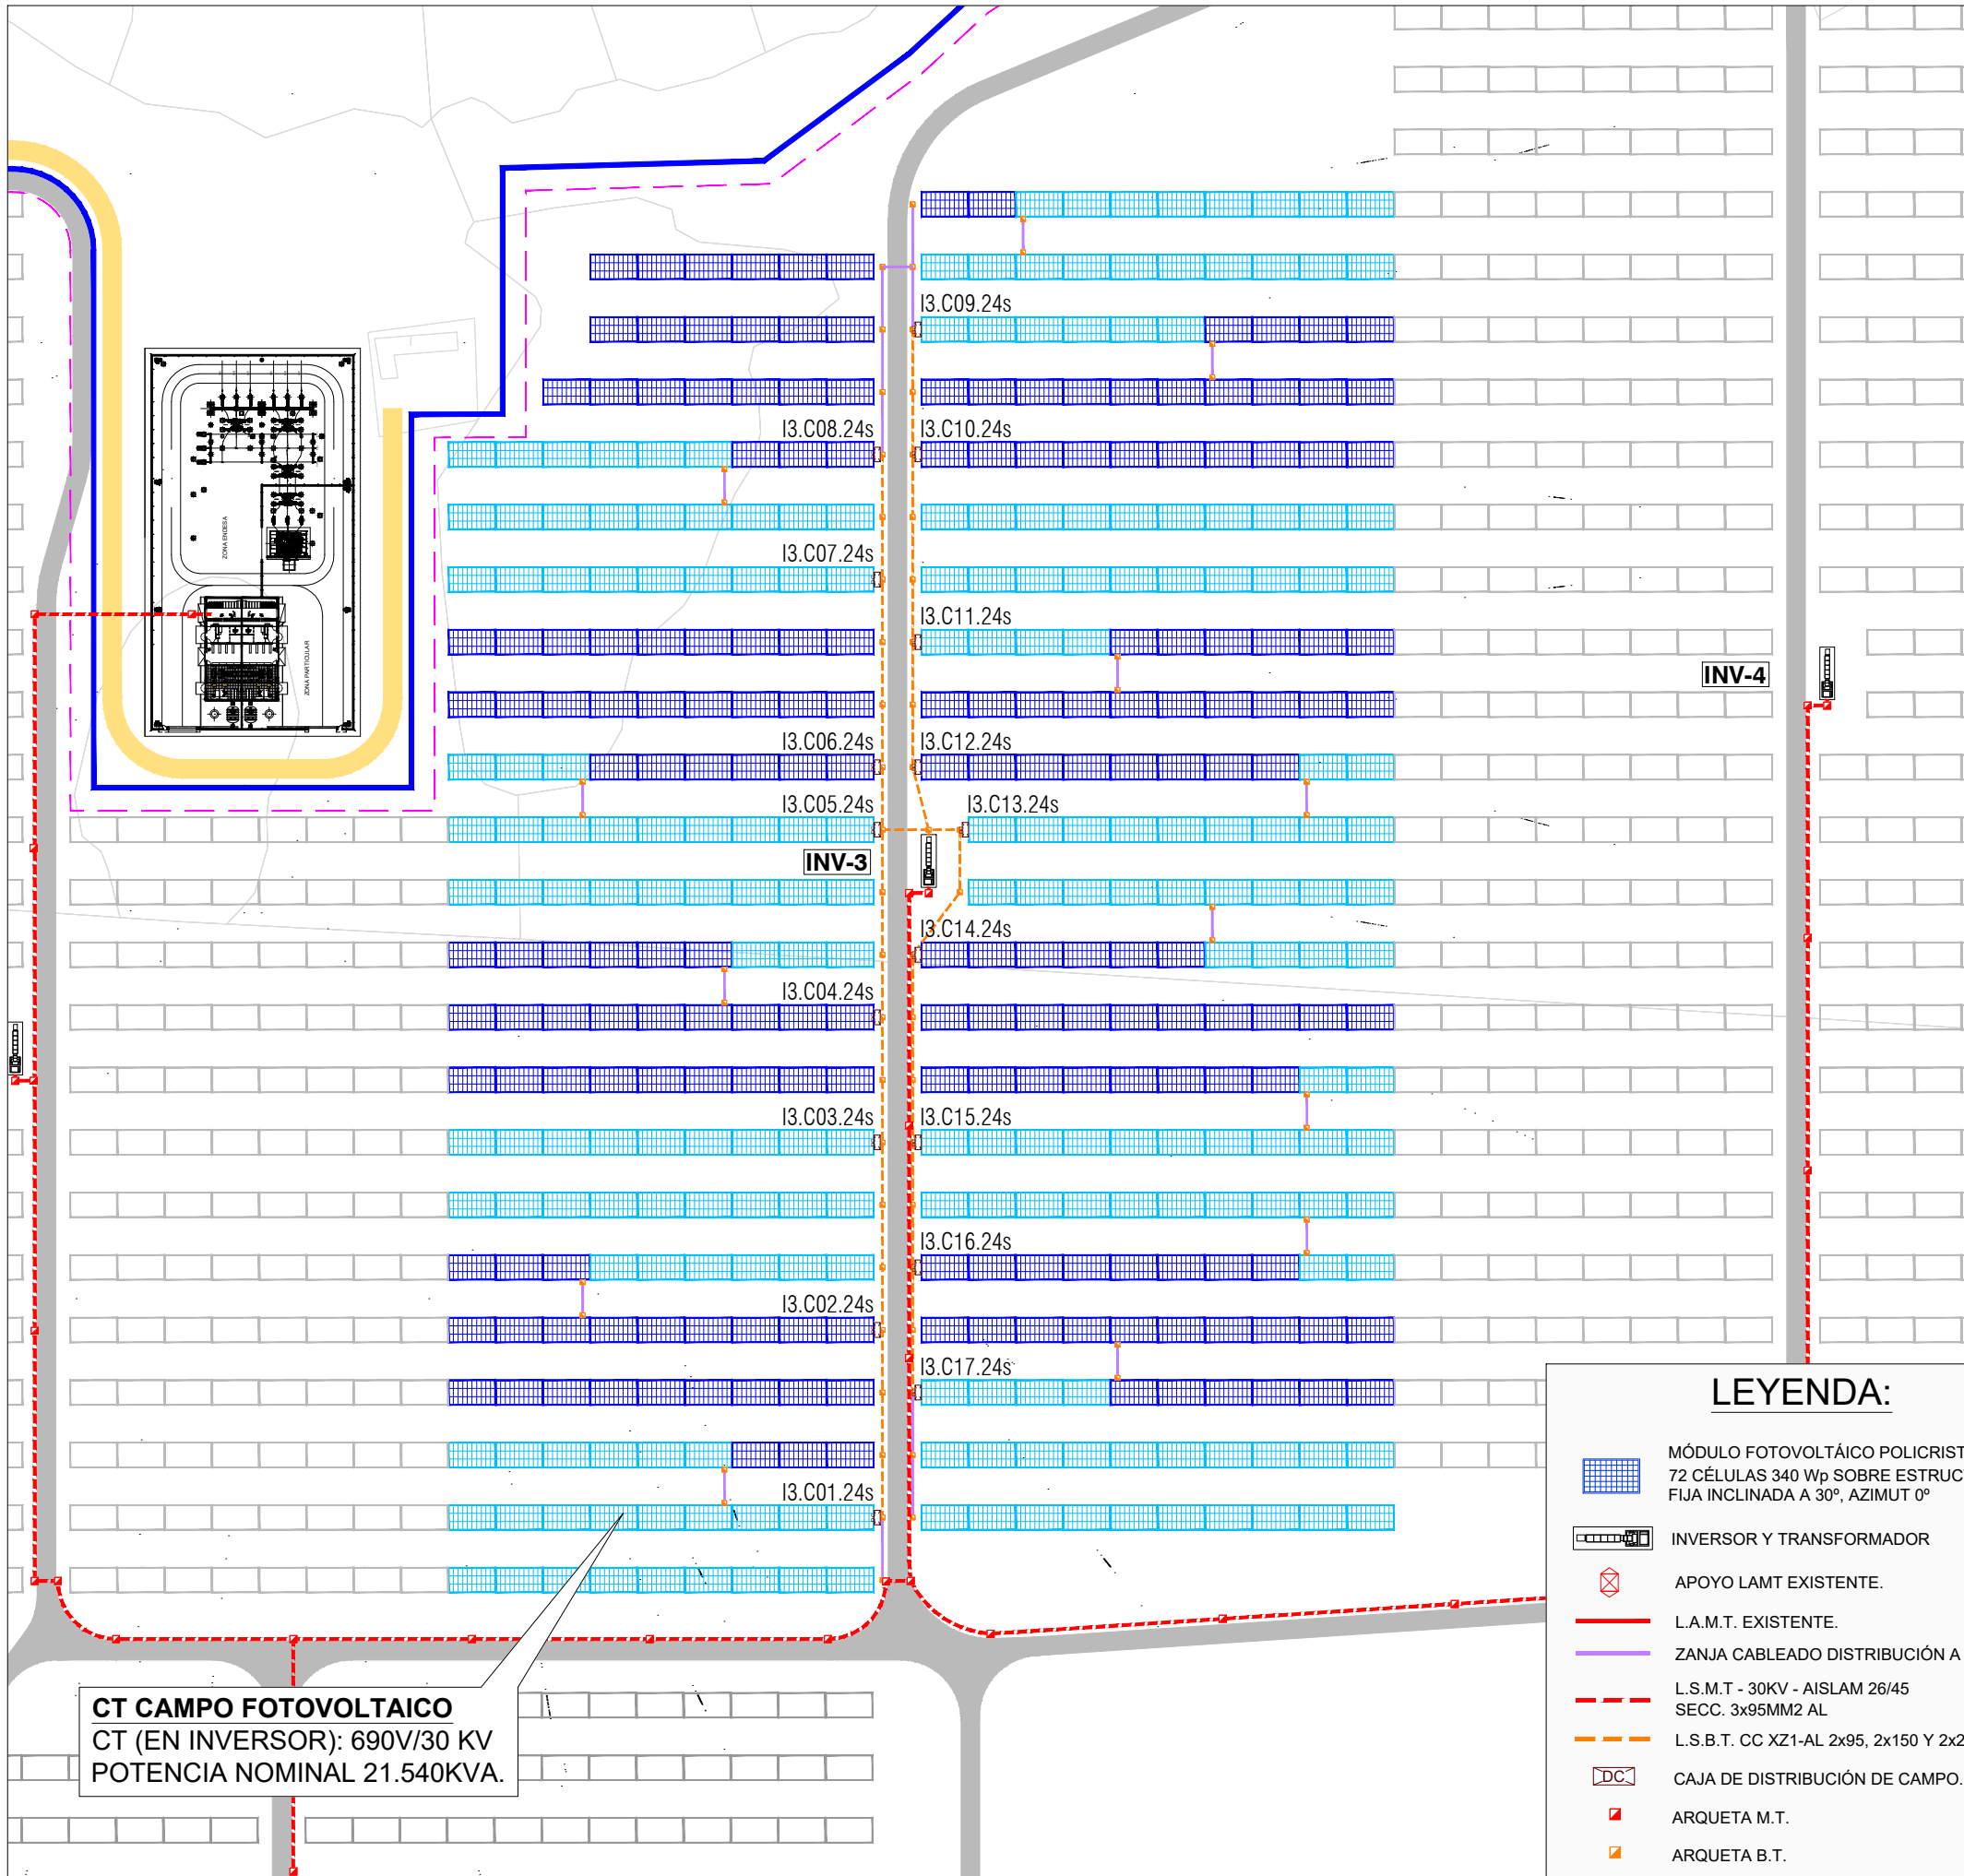 I3.C09.24s
I3.C08.24s
I3.C10.24s
ZONA ENDESA
I3.C07.24s
I3.C11.24s
ZONA PARTICULAR
INV-4
I3.C06.24s
I3.C12.24s
I3.C05.24s
I3.C13.24s
INV-3
I3.C14.24s
I3.C04.24s
I3.C03.24s
I3.C15.24s
I3.C16.24s
I3.C02.24s
I3.C17.24s
I3.C01.24s
CT CAMPO FOTOVOLTAICO
CT (EN INVERSOR): 690V/30 KV
POTENCIA NOMINAL 21.540KVA.
LEYENDA:
MÓDULO FOTOVOLTÁICO POLICRIST
72 CÉLULAS 340 Wp SOBRE ESTRUC
FIJA INCLINADA A 30º, AZIMUT 0º
INVERSOR Y TRANSFORMADOR
APOYO LAMT EXISTENTE.
L.A.M.T. EXISTENTE.
ZANJA CABLEADO DISTRIBUCIÓN A
L.S.M.T - 30KV - AISLAM 26/45
SECC. 3x95MM2 AL
L.S.B.T. CC XZ1-AL 2x95, 2x150 Y 2x2
DC CAJA DE DISTRIBUCIÓN DE CAMPO.
ARQUETA M.T.
ARQUETA B.T.